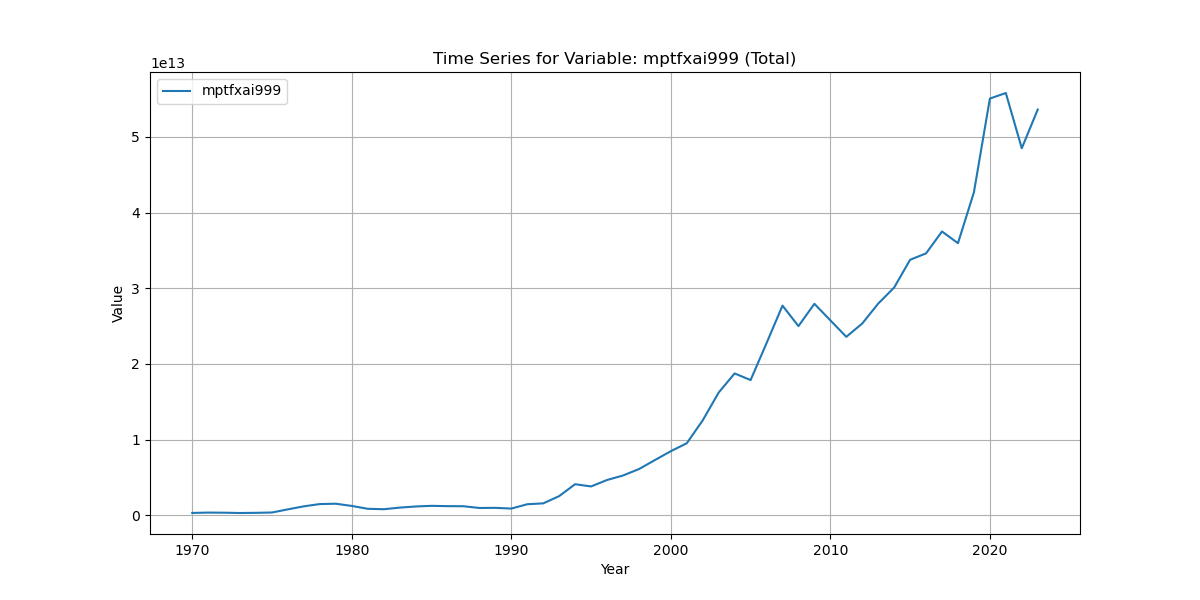 Time Series for Variable: mptfxai999 (Total)
1e13
mptfxai999
5
4
3
2
1
0
Value
1970 1980 1990 2000 2010 2020
Year